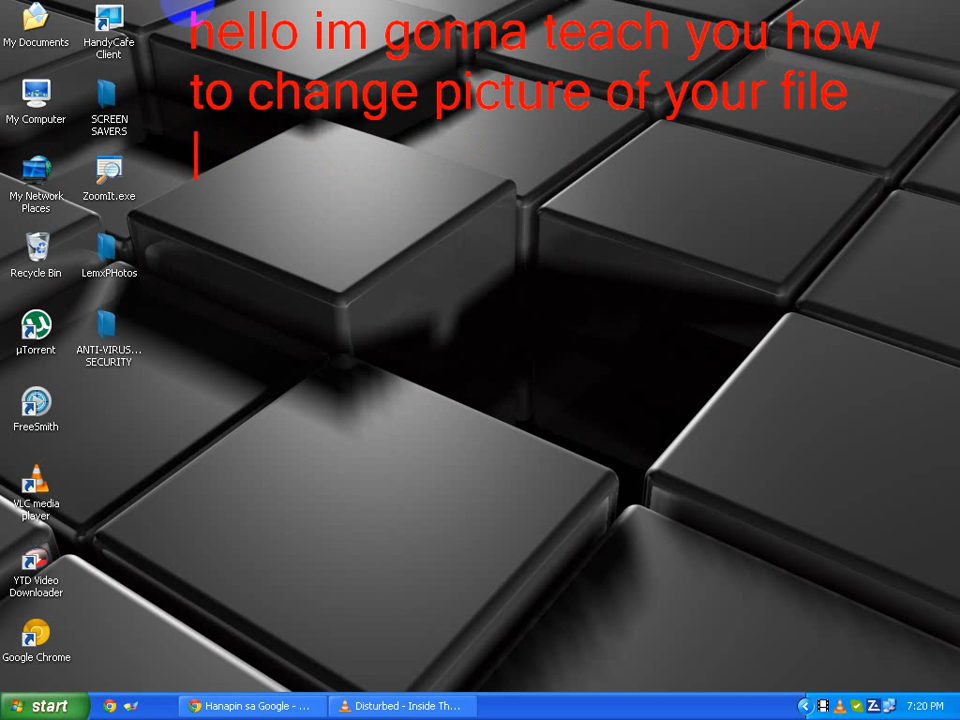 hello im gonna teach you how
to change picture of your file
My Documents
HandyCafe
Client
My Computer
SCREEN
SAVERS
My Network
Places
ZoomIt.exe
Recycle Bin
LemxPHotos
µTorrent
ANTI-VIRUS...
SECURITY
FreeSmith
VLC media
player
YTD Video
Downloader
Google Chrome
start
Hanapin sa Google - ...
Disturbed - Inside Th...
7:20 PM